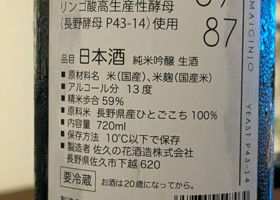 リンゴ酸高生産性酵母
(長野酵母 P43-14)使用
87
品目 日本酒 純米吟醸 生酒
●原材料名 米(国産)、米麹(国産米)
●アルコール分 13度
●精米歩合 59%
●原料米 長野県産ひとごこち 100%
●内容量 720ml
●保存方法 10℃以下で保存
●製造者 佐久の花酒造株式会社
長野県佐久市下越620
要冷蔵 お酒は20歳になってから。
MAIGINJO
YEAST P43-14